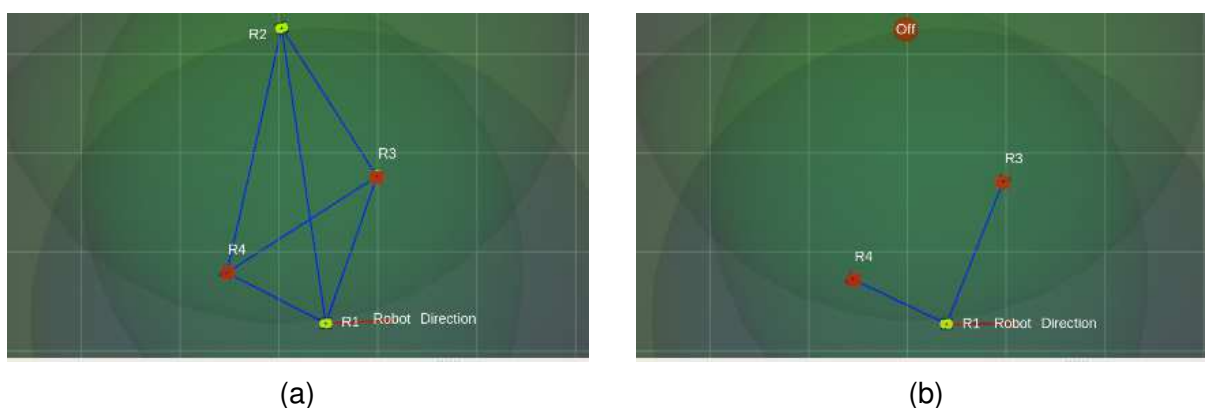 R2
R3
R4
R1 Robot Direction
(a)
Off
R3
R4
R1 Robot Direction
(b)